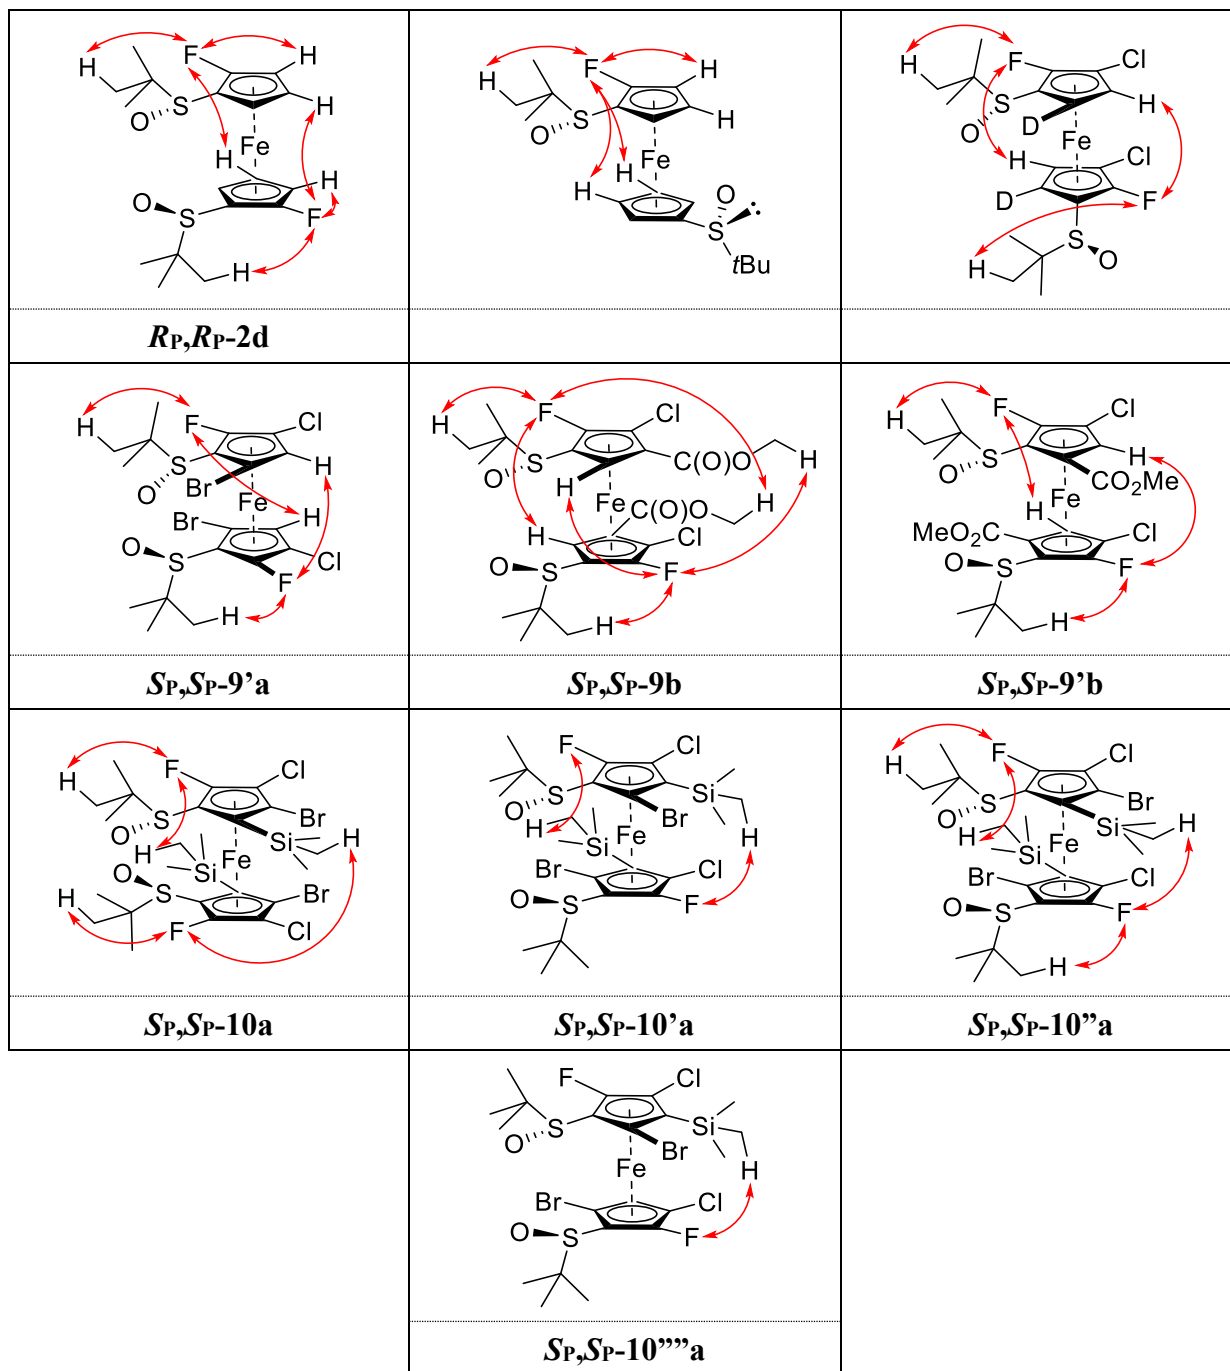 F
H
H
S
H
O
Fe
H
H
O
S
F
H
RP,RP-2d
F
H
H
S
H
O
Fe
H
H
O
S
tBu
Cl
H
F
H
S
O
D
Fe
H
Cl
D
F
S
O
H
F
Cl
H
S
H
O
Br
Fe
Br
H
O
S
Cl
F
H
SP,SP-9'a
F
Cl
H
S
C(O)O
H
O
H
Fe
C(O)O
H
H
Cl
O
S
F
H
SP,SP-9b
F
Cl
H
S
H
O
CO2Me
Fe
H
MeO2C
Cl
O
S
F
H
SP,SP-9'b
F
Cl
H
S
Br
O
Si
H
H
Fe
O
Si
S
Br
H
F
Cl
SP,SP-10a
F
Cl
S
Si
O
Br
H
Fe
H
Si
Br
Cl
O
S
F
SP,SP-10'a
F
Cl
H
S
Br
O
Si
H
H
Fe
Si
Br
Cl
O
S
F
H
SP,SP-10”a
F
Cl
S
Si
O
Br
Fe
H
Br
Cl
O
S
F
SP,SP-10””a